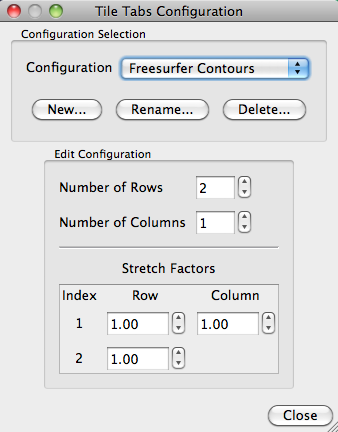 Tile Tabs Configuration
Configuration Selection
Configuration Freesurfer Contours
New... Rename... Delete...
Edit Configuration
Number of Rows 2
Number of Columns 1
Stretch Factors
Index Row Column
1 1.00 1.00
2 1.00
Close